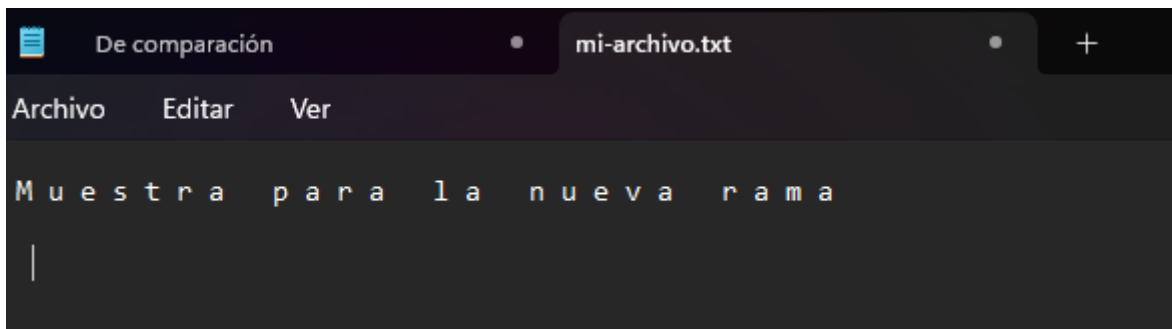 De comparación mi-archivo.txt +
Archivo Editar Ver
M u e s t r a  p a r a  l a  n u e v a  r a m a